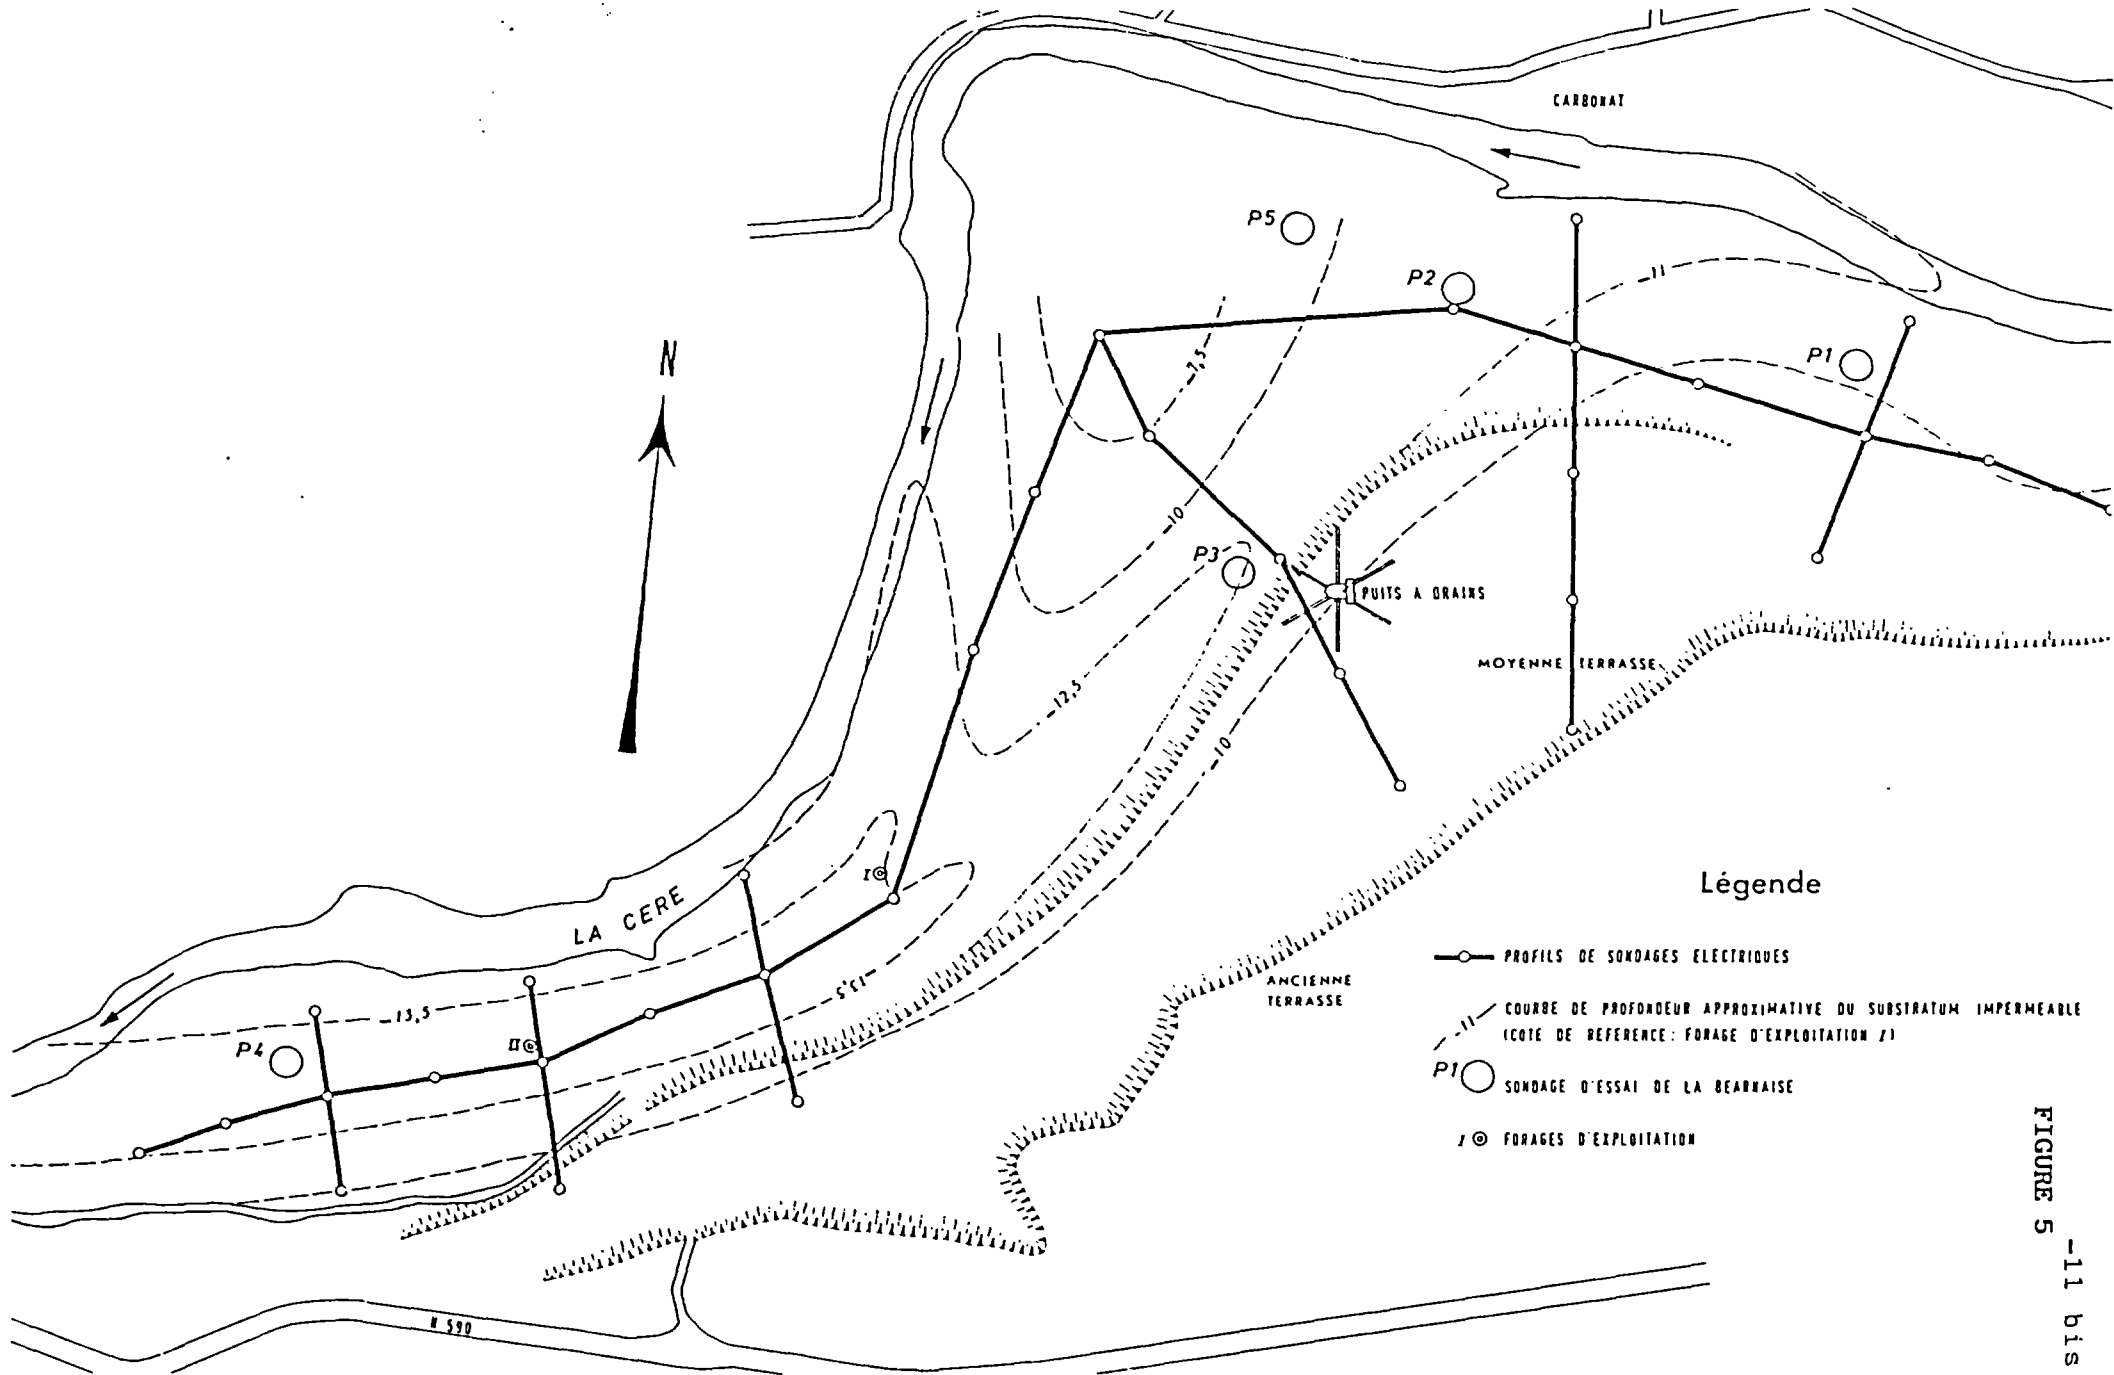 CARBONAT
P5
P2
-11
P1
N
-7,5
-10
P3
PUITS A DRAINS
MOYENNE TERRASSE
-12,5
-10
I
LA CERE
-13,5
ANCIENNE
TERRASSE
-13,5
P4
II
N 590
Légende
PROFILS DE SONDAGES ELECTRIQUES
-11
COURBE DE PROFONDEUR APPROXIMATIVE DU SUBSTRATUM IMPERMEABLE
(COTE DE REFERENCE: FORAGE D'EXPLOITATION I)
P1
SONDAGE D'ESSAI DE LA BEARNAISE
I
FORAGES D'EXPLOITATION
FIGURE 5
-11 bis